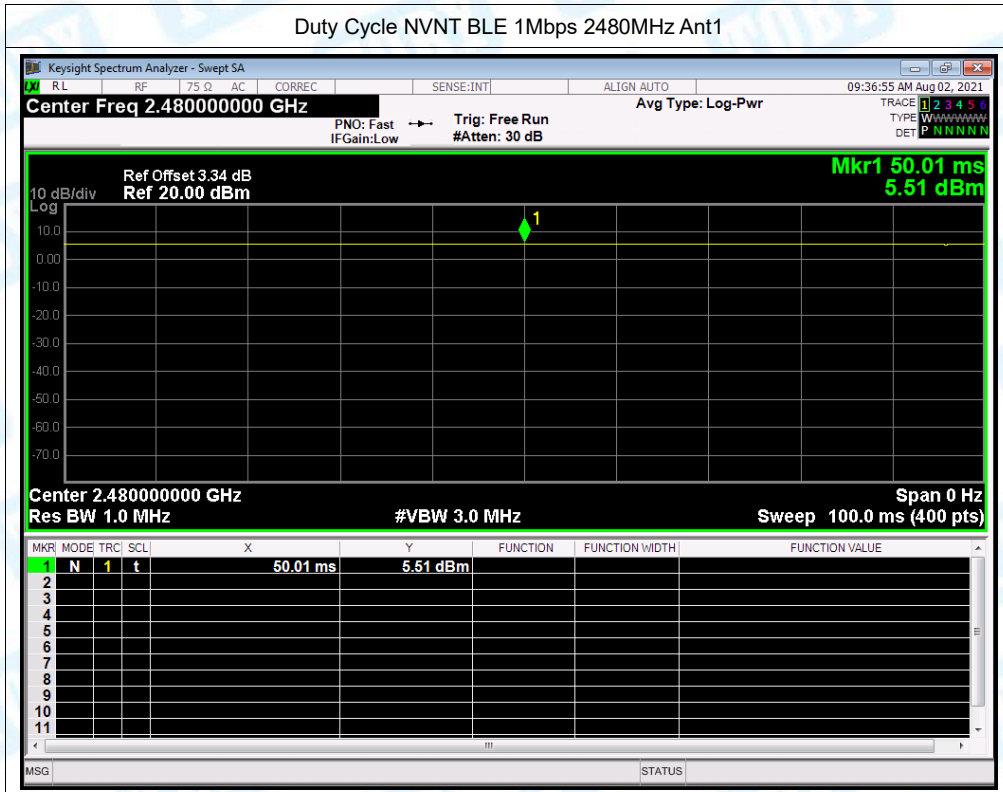 Duty Cycle NVNT BLE 1Mbps 2480MHz Ant1
Keysight Spectrum Analyzer - Swept SA
LXI RL RF 75 Ω AC CORREC SENSE:INT ALIGN AUTO 09:36:55 AM Aug 02, 2021
Center Freq 2.480000000 GHz
PNO: Fast
IFGain:Low
Trig: Free Run
#Atten: 30 dB
Avg Type: Log-Pwr
TRACE 1 2 3 4 5 6
TYPE WWWWWW
DET P N N N N N
Mkr1 50.01 ms
5.51 dBm
Ref Offset 3.34 dB
10 dB/div Ref 20.00 dBm
Log
1
10.0
0.00
-10.0
-20.0
-30.0
-40.0
-50.0
-60.0
-70.0
Center 2.480000000 GHz Span 0 Hz
Res BW 1.0 MHz #VBW 3.0 MHz Sweep 100.0 ms (400 pts)
MKR MODE TRC SCL X Y FUNCTION FUNCTION WIDTH FUNCTION VALUE
1 N 1 t 50.01 ms 5.51 dBm
2
3
4
5
6
7
8
9
10
11
MSG STATUS